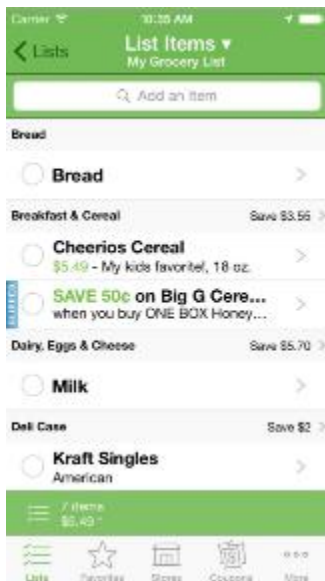 Carrier 10:35 AM
Lists
List Items ▾
My Grocery List
Add an Item
Bread
Bread
Breakfast & Cereal Save $3.55
Cheerios Cereal
$5.49 - My kids favorite!, 18 oz.
SAVE 50¢ on Big G Cere...
when you buy ONE BOX Honey...
Dairy, Eggs & Cheese Save $5.70
Milk
Deli Case Save $2
Kraft Singles
American
7 items
$5.49 *
Lists Favorites Stores Coupons More